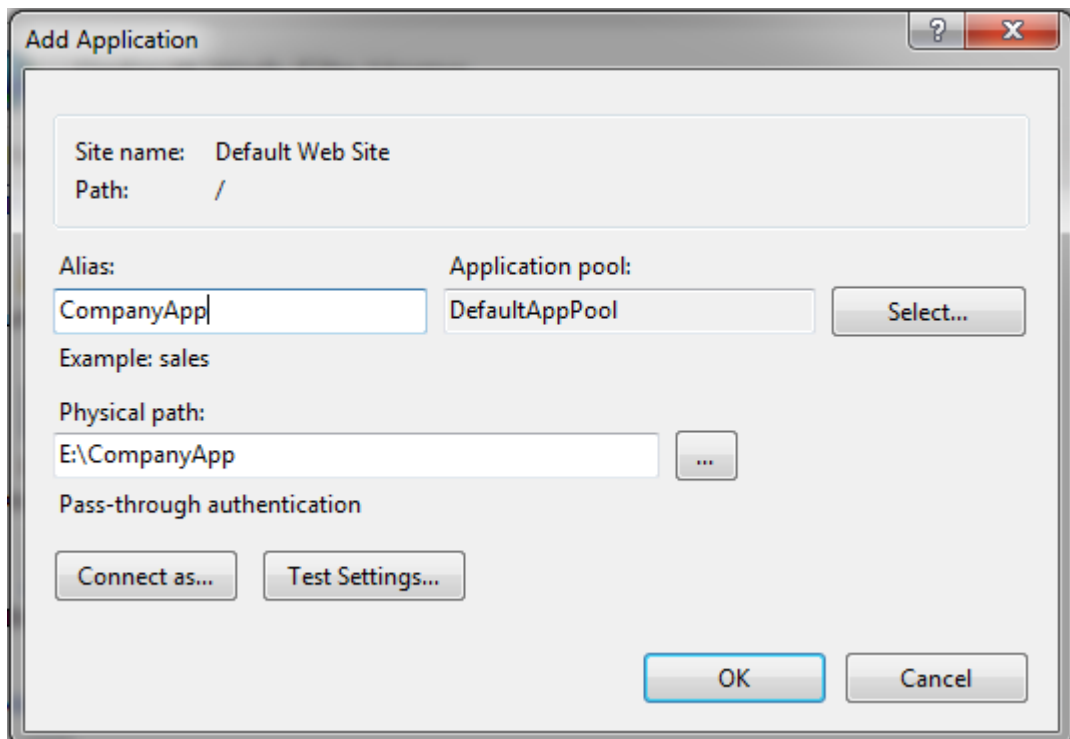 Add Application
Site name: Default Web Site
Path: /
Alias: Application pool:
CompanyApp DefaultAppPool Select...
Example: sales
Physical path:
E:\CompanyApp ...
Pass-through authentication
Connect as... Test Settings...
OK Cancel